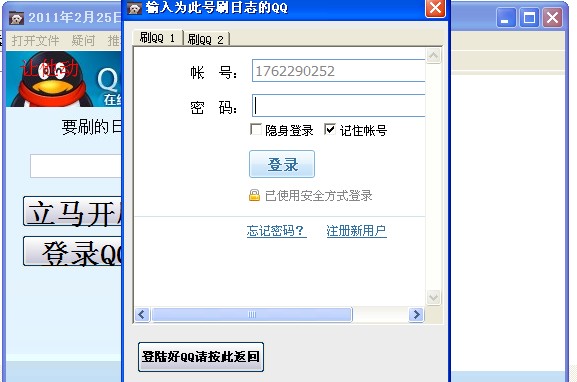 2011年2月25日
输入为此号刷日志的QQ
打开文件 疑问 推
刷QQ 1 刷QQ 2
让他动
Q
在线
要刷的日
帐 号： 1762290252
密 码：
隐身登录 记住帐号
登录
已使用安全方式登录
立马开
登录QQ
忘记密码？ 注册新用户
登陆好QQ请按此返回